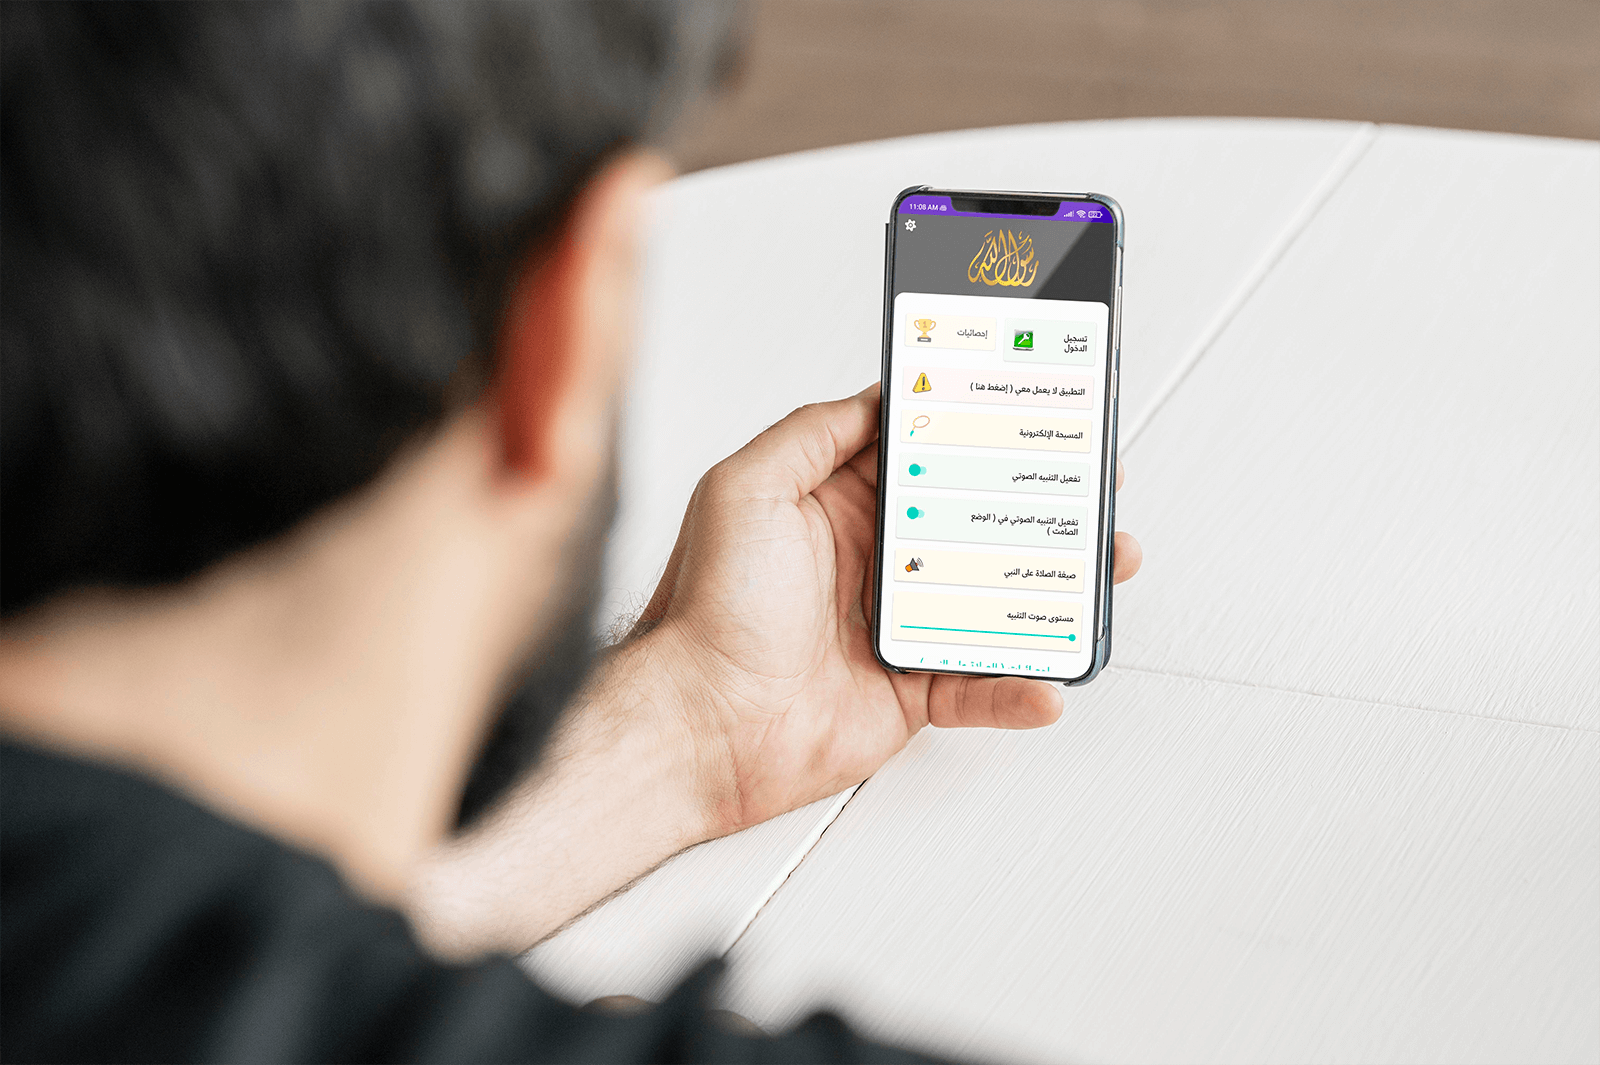 11:08 AM
رسول الله
تسجيل
الدخول
إحصائيات
التطبيق لا يعمل معي ( إضغط هنا )
المسبحة الإلكترونية
تفعيل التنبيه الصوتي
تفعيل التنبيه الصوتي في ( الوضع
الصامت )
صيغة الصلاة على النبي
مستوى صوت التنبيه